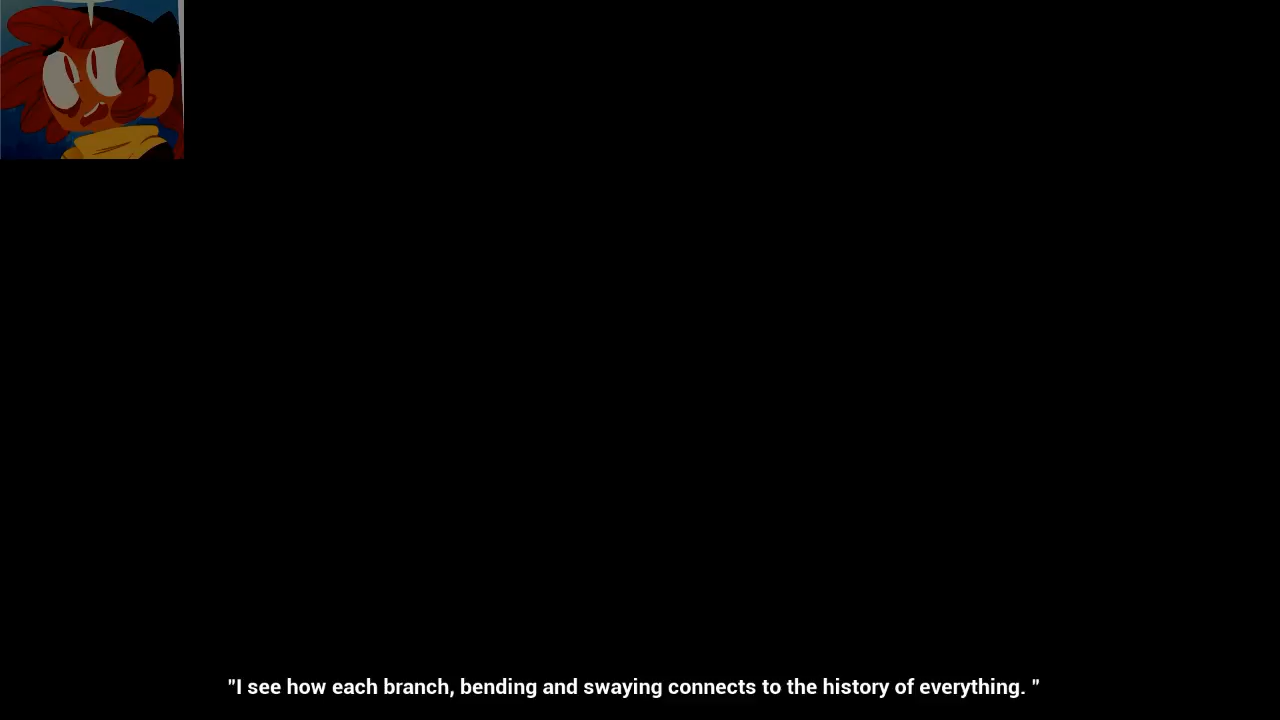 "I see how each branch, bending and swaying connects to the history of everything. "